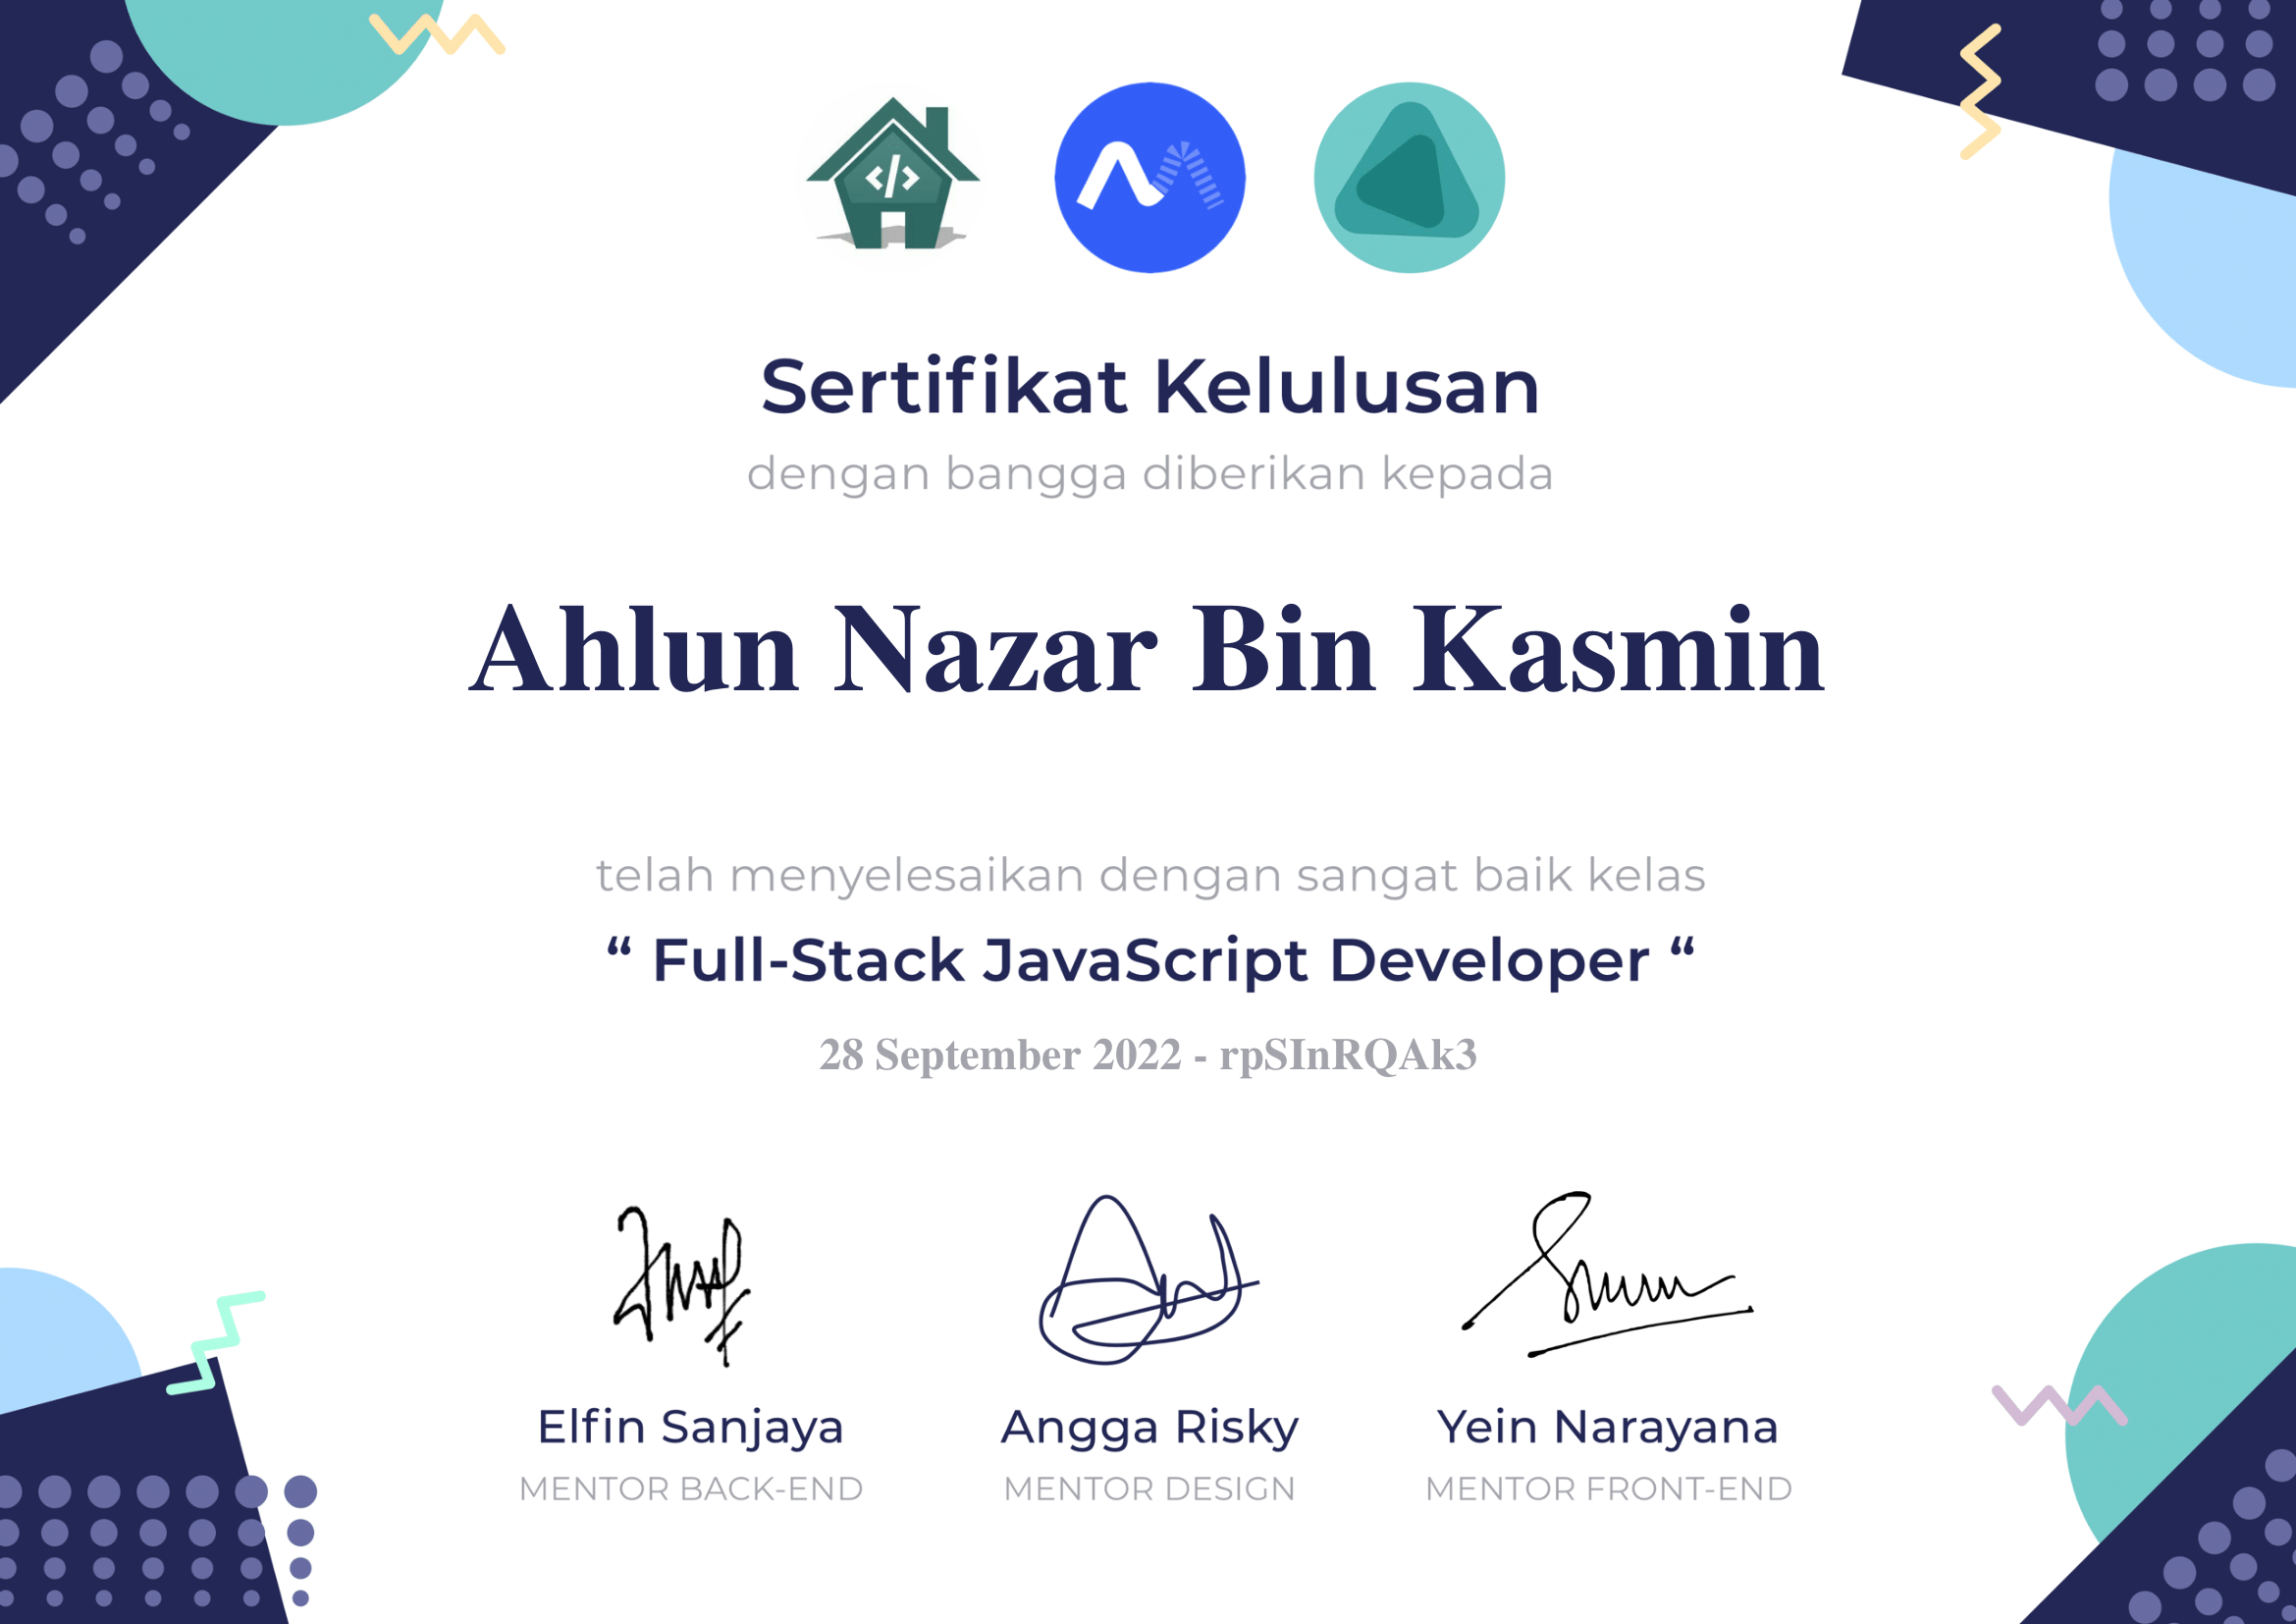 </>
Sertifikat Kelulusan
dengan bangga diberikan kepada
Ahlun Nazar Bin Kasmin
telah menyelesaikan dengan sangat baik kelas
“ Full-Stack JavaScript Developer “
28 September 2022 - rpSInRQAk3
Elfin Sanjaya
MENTOR BACK-END
Angga Risky
MENTOR DESIGN
Yein Narayana
MENTOR FRONT-END